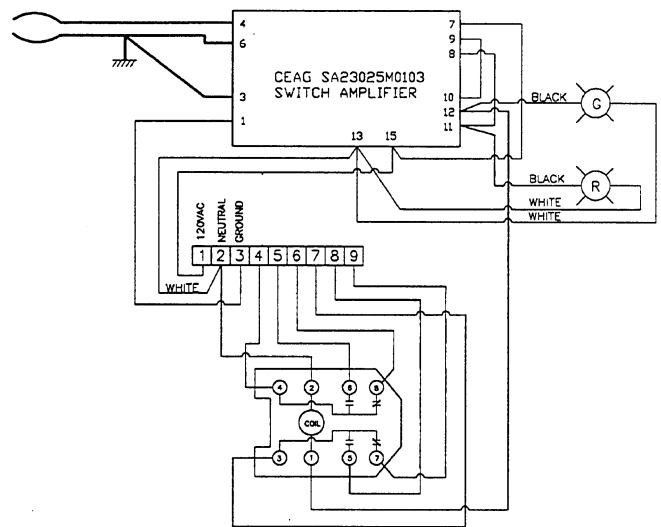 4
6
3
1
CEAG SA23025M0103
SWITCH AMPLIFIER
7
9
8
10
12
11
13 15
BLACK
G
BLACK
R
WHITE
WHITE
120VAC
NEUTRAL
GROUND
1 2 3 4 5 6 7 8 9
WHITE
4 2 6 8
COIL
3 1 5 7